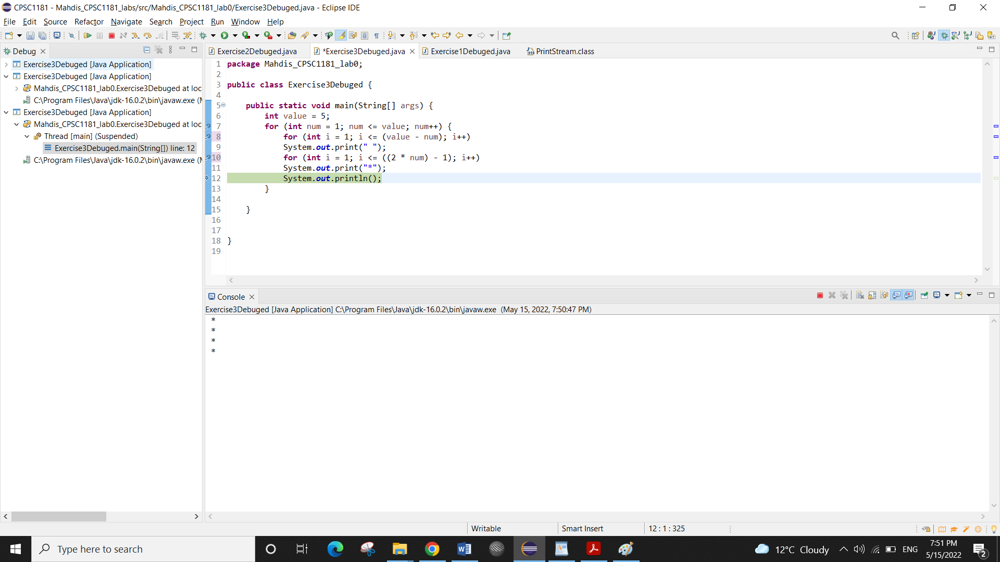 CPSC1181 - Mahdis_CPSC1181_labs/src/Mahdis_CPSC1181_lab0/Exercise3Debuged.java - Eclipse IDE
File Edit Source Refactor Navigate Search Project Run Window Help
Debug
Exercise3Debuged [Java Application]
Exercise3Debuged [Java Application]
Mahdis_CPSC1181_lab0.Exercise3Debuged at loc
C:\Program Files\Java\jdk-16.0.2\bin\javaw.exe (M
Exercise3Debuged [Java Application]
Mahdis_CPSC1181_lab0.Exercise3Debuged at loc
Thread [main] (Suspended)
Exercise3Debuged.main(String[]) line: 12
C:\Program Files\Java\jdk-16.0.2\bin\javaw.exe (M
Exercise2Debuged.java *Exercise3Debuged.java Exercise1Debuged.java PrintStream.class
1 package Mahdis_CPSC1181_lab0;
2
3 public class Exercise3Debuged {
4
5 public static void main(String[] args) {
6 int value = 5;
7 for (int num = 1; num <= value; num++) {
8 for (int i = 1; i <= (value - num); i++)
9 System.out.print(" ");
10 for (int i = 1; i <= ((2 * num) - 1); i++)
11 System.out.print("*");
12 System.out.println();
13 }
14
15 }
16
17
18 }
19
Console
Exercise3Debuged [Java Application] C:\Program Files\Java\jdk-16.0.2\bin\javaw.exe (May 15, 2022, 7:50:47 PM)
*
*
*
*
Writable Smart Insert 12 : 1 : 325
Type here to search
12°C Cloudy ENG 7:51 PM
5/15/2022 2